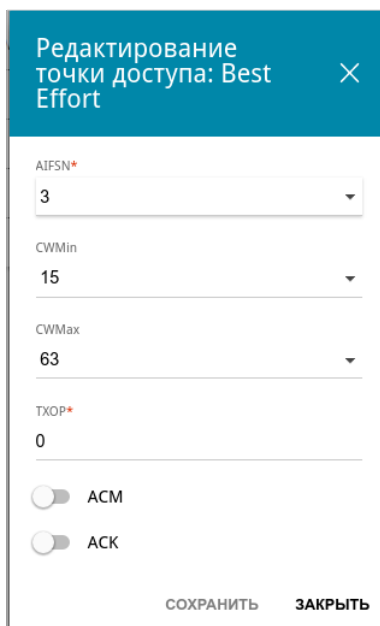 Редактирование
точки доступа: Best
Effort
AIFSN*
3
CWMin
15
CWMax
63
TXOP*
0
ACM
ACK
СОХРАНИТЬ ЗАКРЫТЬ